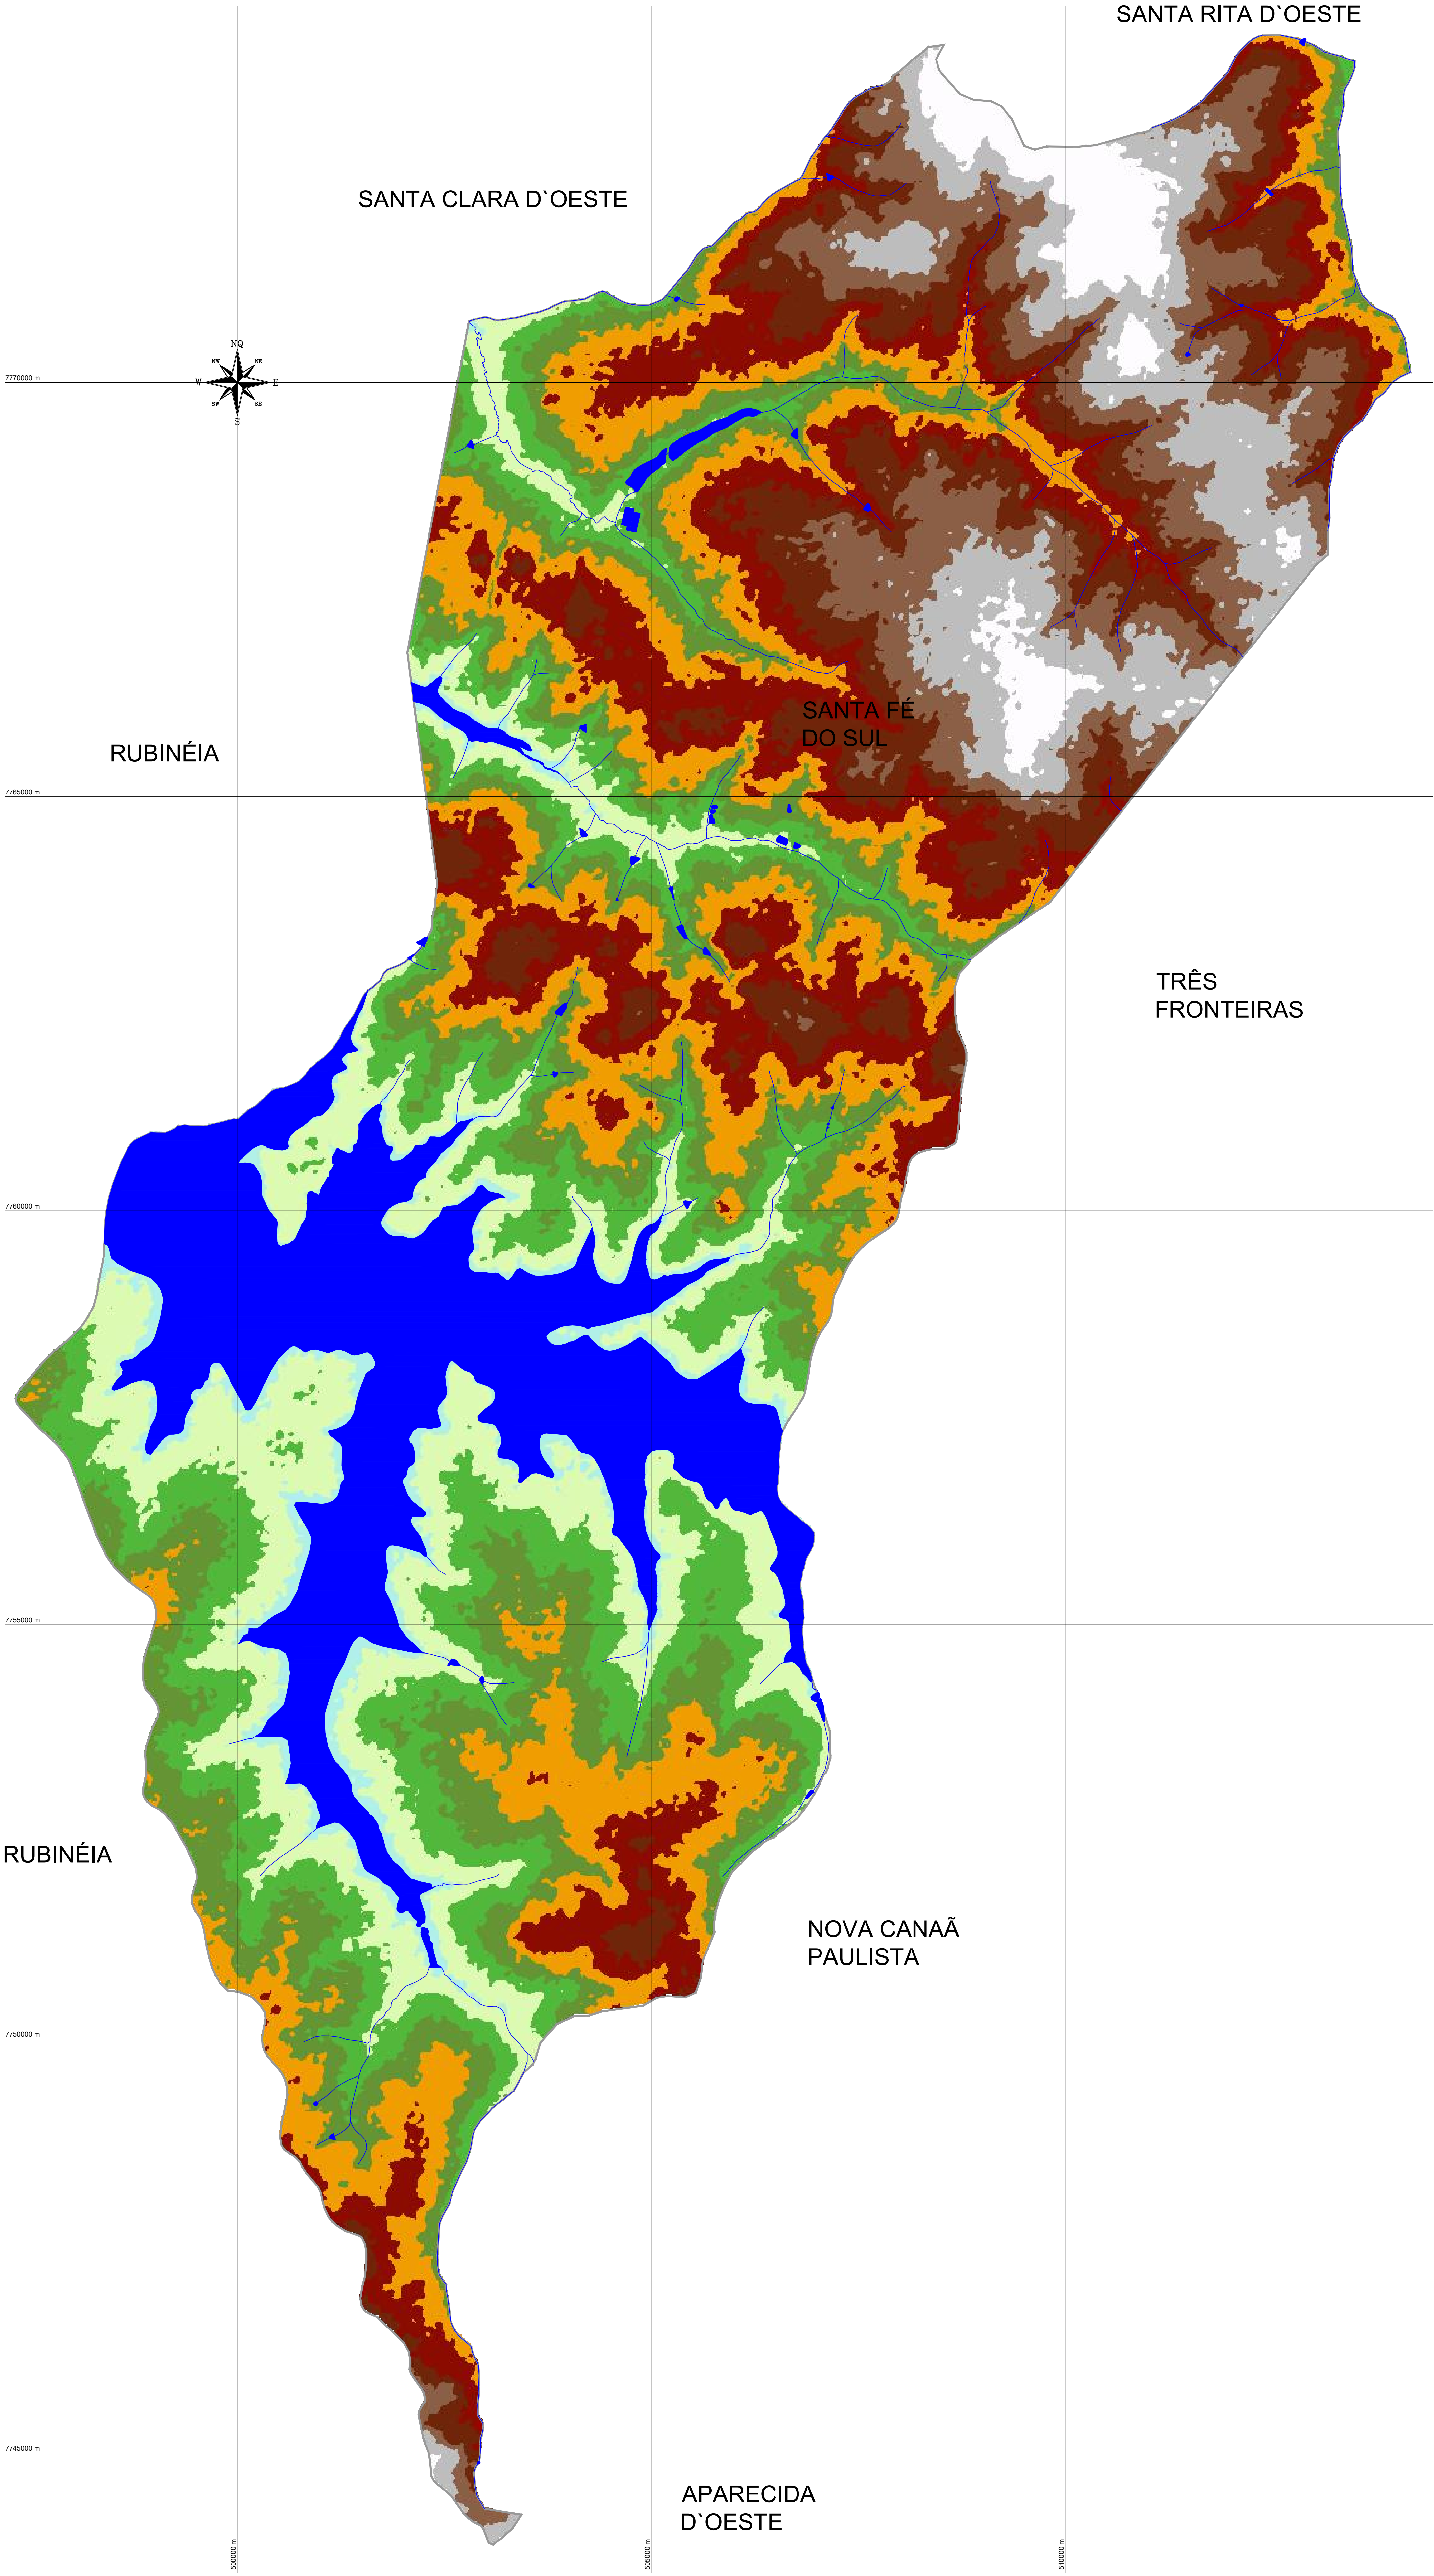 SANTA RITA D`OESTE
SANTA CLARA D`OESTE
NQ
NW
NE
W
E
SW
NE
S
7770000 m
SANTA FÉ
DO SUL
RUBINÉIA
7765000 m
TRÊS
FRONTEIRAS
7760000 m
7755000 m
RUBINÉIA
NOVA CANAÃ
PAULISTA
7750000 m
7745000 m
APARECIDA
D`OESTE
500000 m
505000 m
510000 m